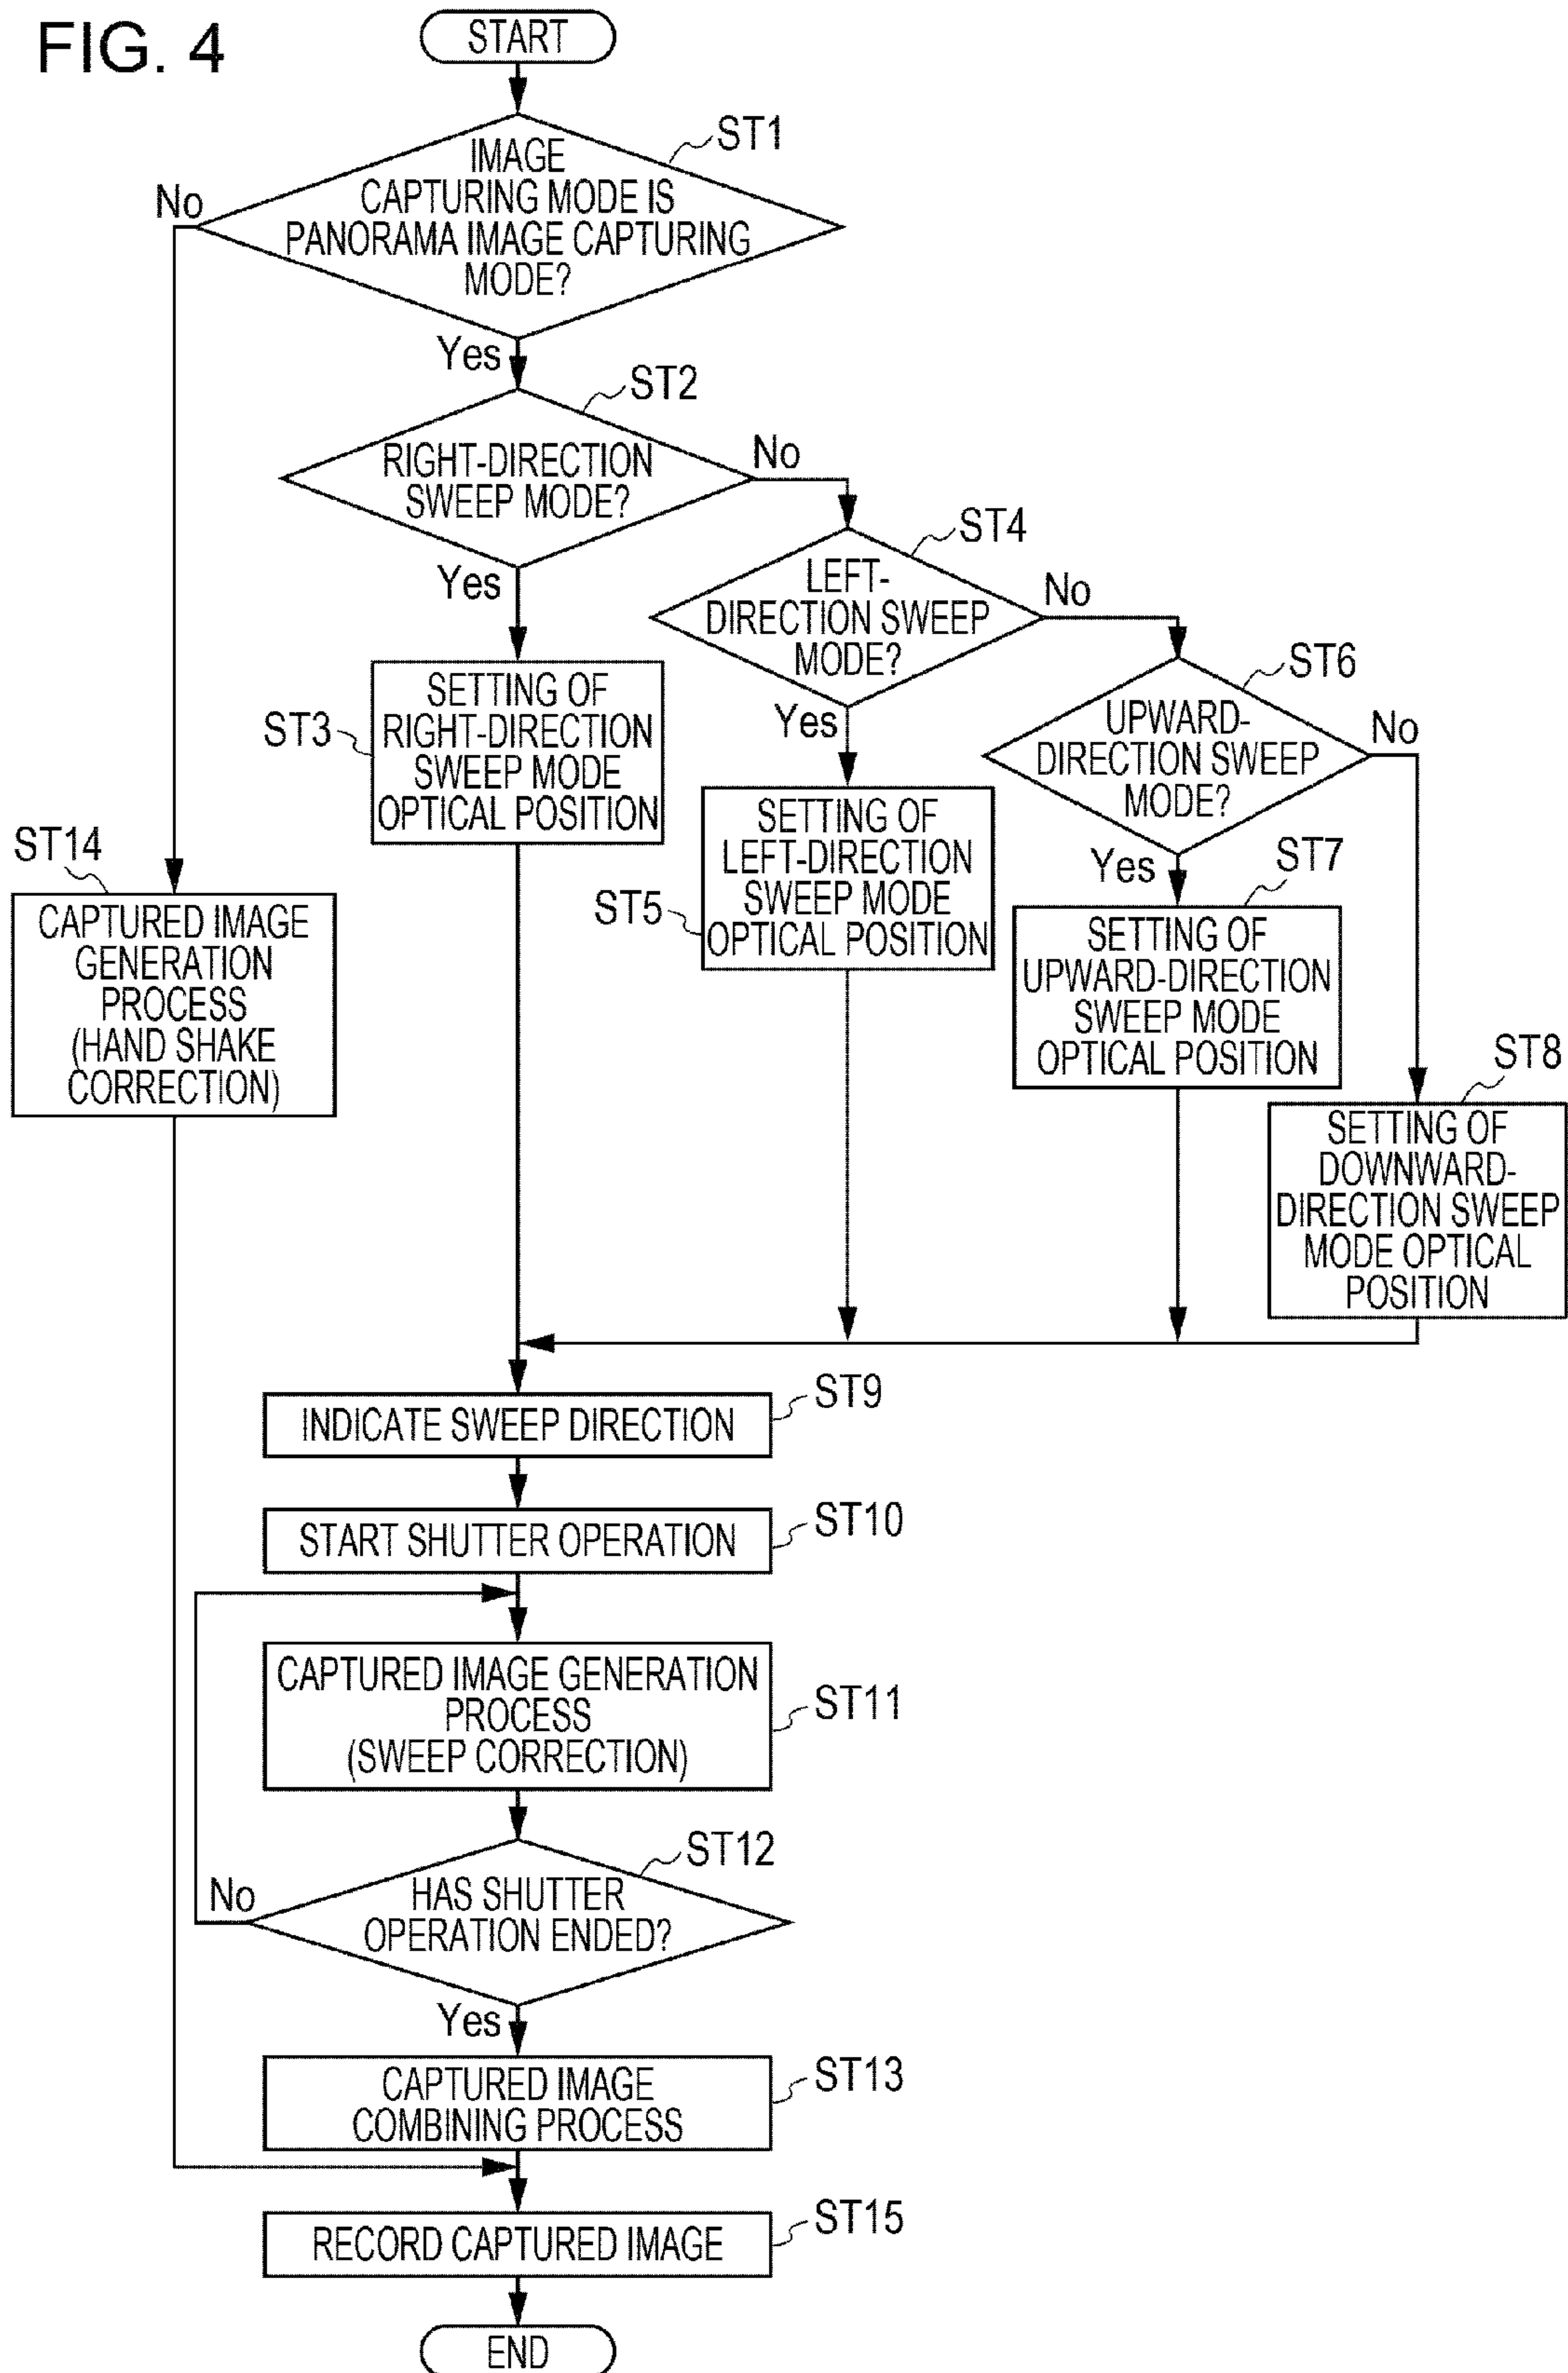 FIG. 4
START
ST1
IMAGE
CAPTURING MODE IS
PANORAMA IMAGE CAPTURING
MODE?
No
Yes
ST2
RIGHT-DIRECTION
SWEEP MODE?
No
Yes
ST4
LEFT-
DIRECTION SWEEP
MODE?
No
Yes
ST6
UPWARD-
DIRECTION SWEEP
MODE?
No
Yes
ST3
SETTING OF
RIGHT-DIRECTION
SWEEP MODE
OPTICAL POSITION
ST5
SETTING OF
LEFT-DIRECTION
SWEEP MODE
OPTICAL POSITION
ST7
SETTING OF
UPWARD-DIRECTION
SWEEP MODE
OPTICAL POSITION
ST14
CAPTURED IMAGE
GENERATION
PROCESS
(HAND SHAKE
CORRECTION)
ST8
SETTING OF
DOWNWARD-
DIRECTION SWEEP
MODE OPTICAL
POSITION
ST9
INDICATE SWEEP DIRECTION
ST10
START SHUTTER OPERATION
ST11
CAPTURED IMAGE GENERATION
PROCESS
(SWEEP CORRECTION)
ST12
HAS SHUTTER
OPERATION ENDED?
No
Yes
ST13
CAPTURED IMAGE
COMBINING PROCESS
ST15
RECORD CAPTURED IMAGE
END